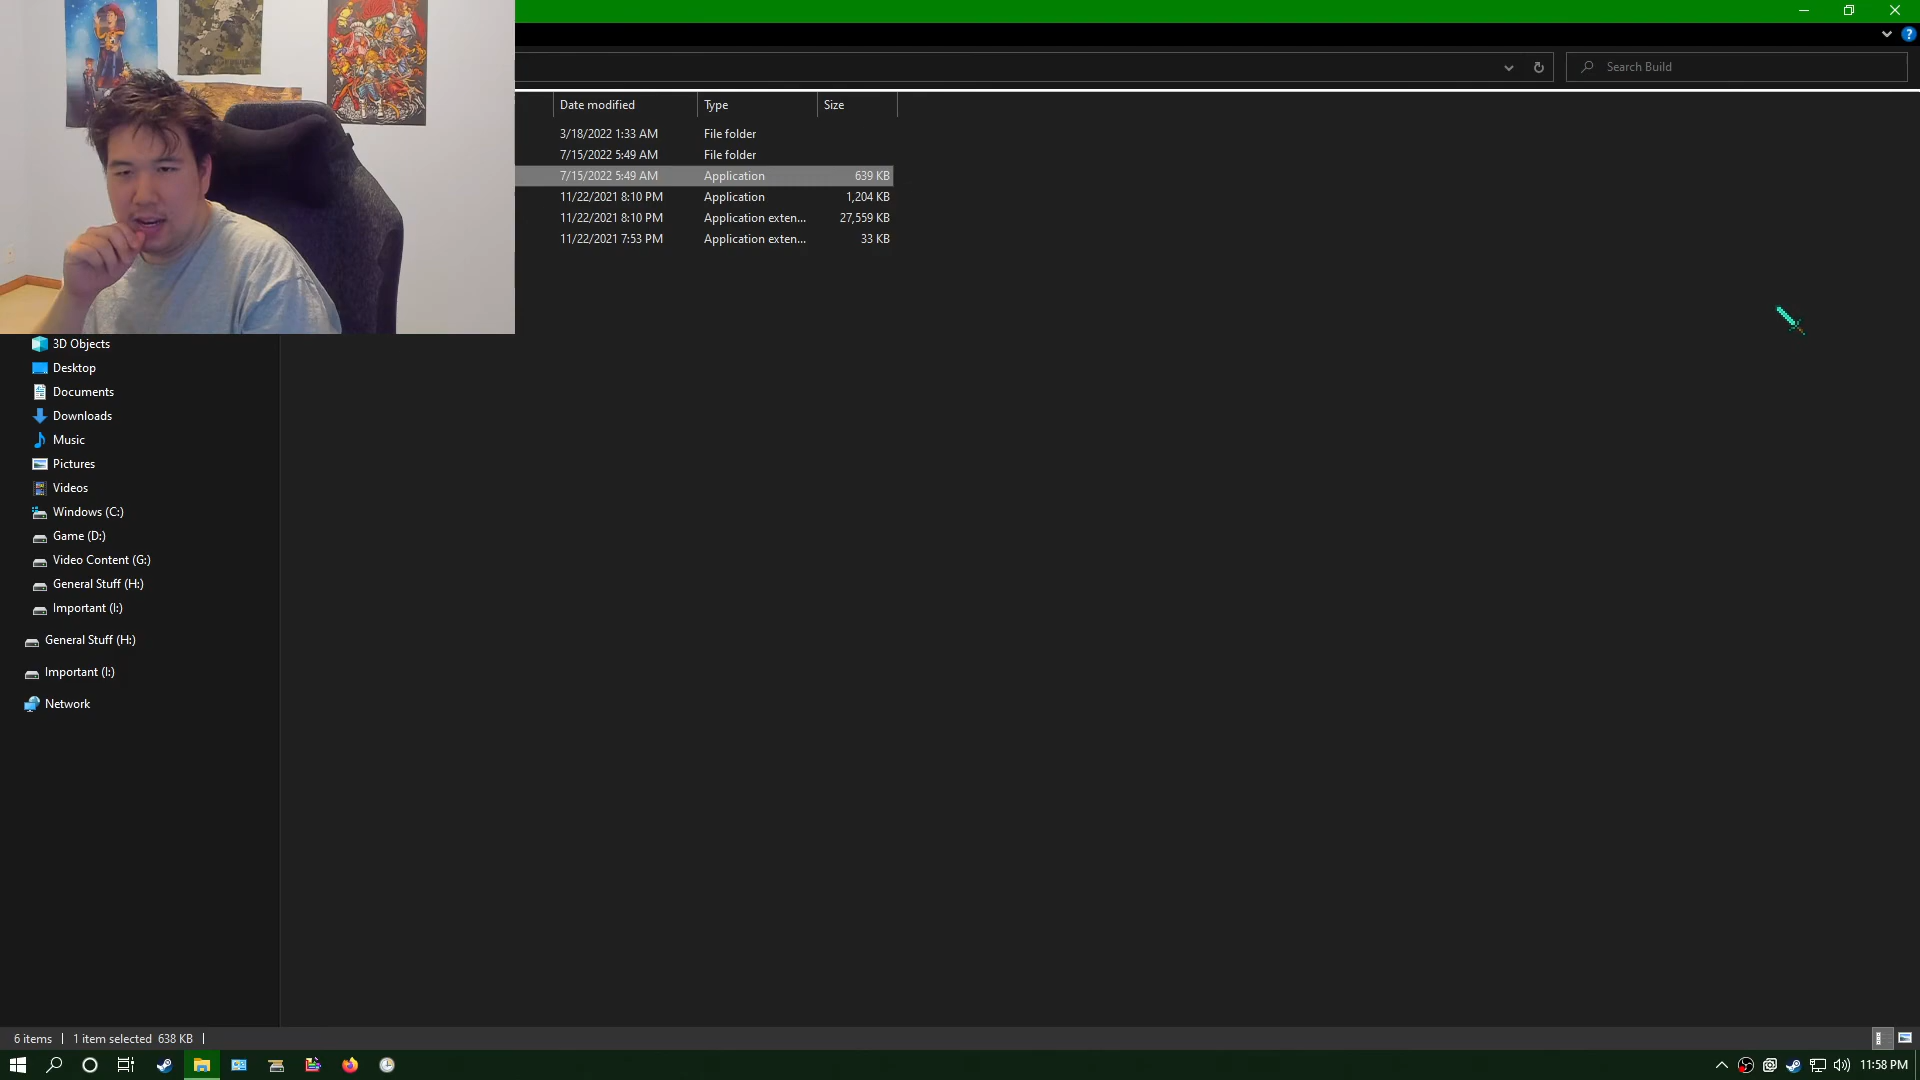 Search Build
Date modified Type Size
3/18/2022 1:33 AM File folder
7/15/2022 5:49 AM File folder
7/15/2022 5:49 AM Application 639 KB
11/22/2021 8:10 PM Application 1,204 KB
11/22/2021 8:10 PM Application exten... 27,559 KB
11/22/2021 7:53 PM Application exten... 33 KB
3D Objects
Desktop
Documents
Downloads
Music
Pictures
Videos
Windows (C:)
Game (D:)
Video Content (G:)
General Stuff (H:)
Important (I:)
General Stuff (H:)
Important (I:)
Network
6 items 1 item selected 638 KB
11:58 PM